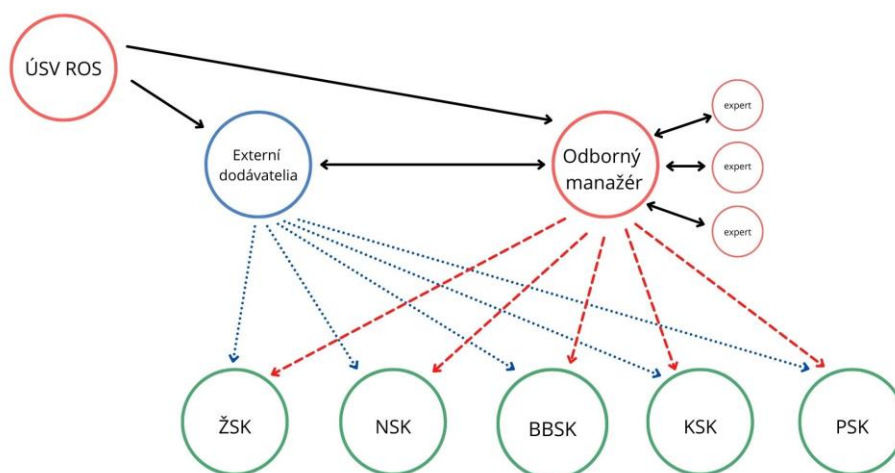 ÚSV ROS
Externí
dodávatelia
Odborný
manažér
expert
expert
expert
ŽSK
NSK
BBSK
KSK
PSK